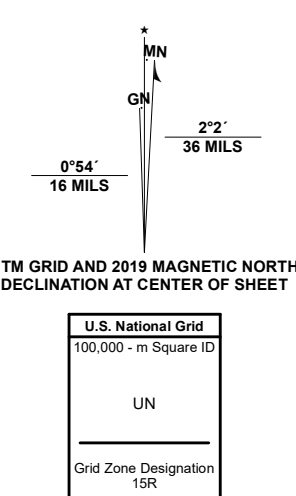 ★
MN
GN
2°2´
36 MILS
0°54´
16 MILS
TM GRID AND 2019 MAGNETIC NORTH
DECLINATION AT CENTER OF SHEET
U.S. National Grid
100,000 - m Square ID
UN
Grid Zone Designation
15R